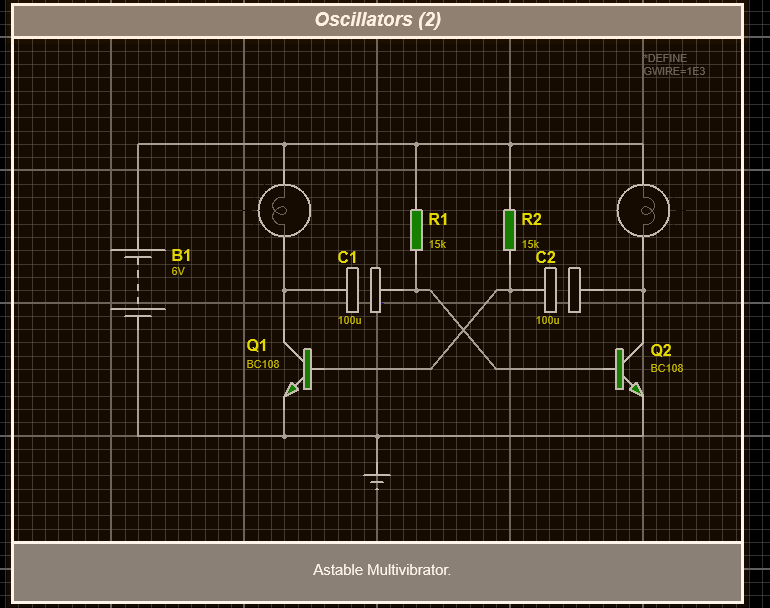 Oscillators (2)
*DEFINE
GWIRE=1E3
R1
15k
R2
15k
B1
6V
C1
100u
C2
100u
Q1
BC108
Q2
BC108
Astable Multivibrator.